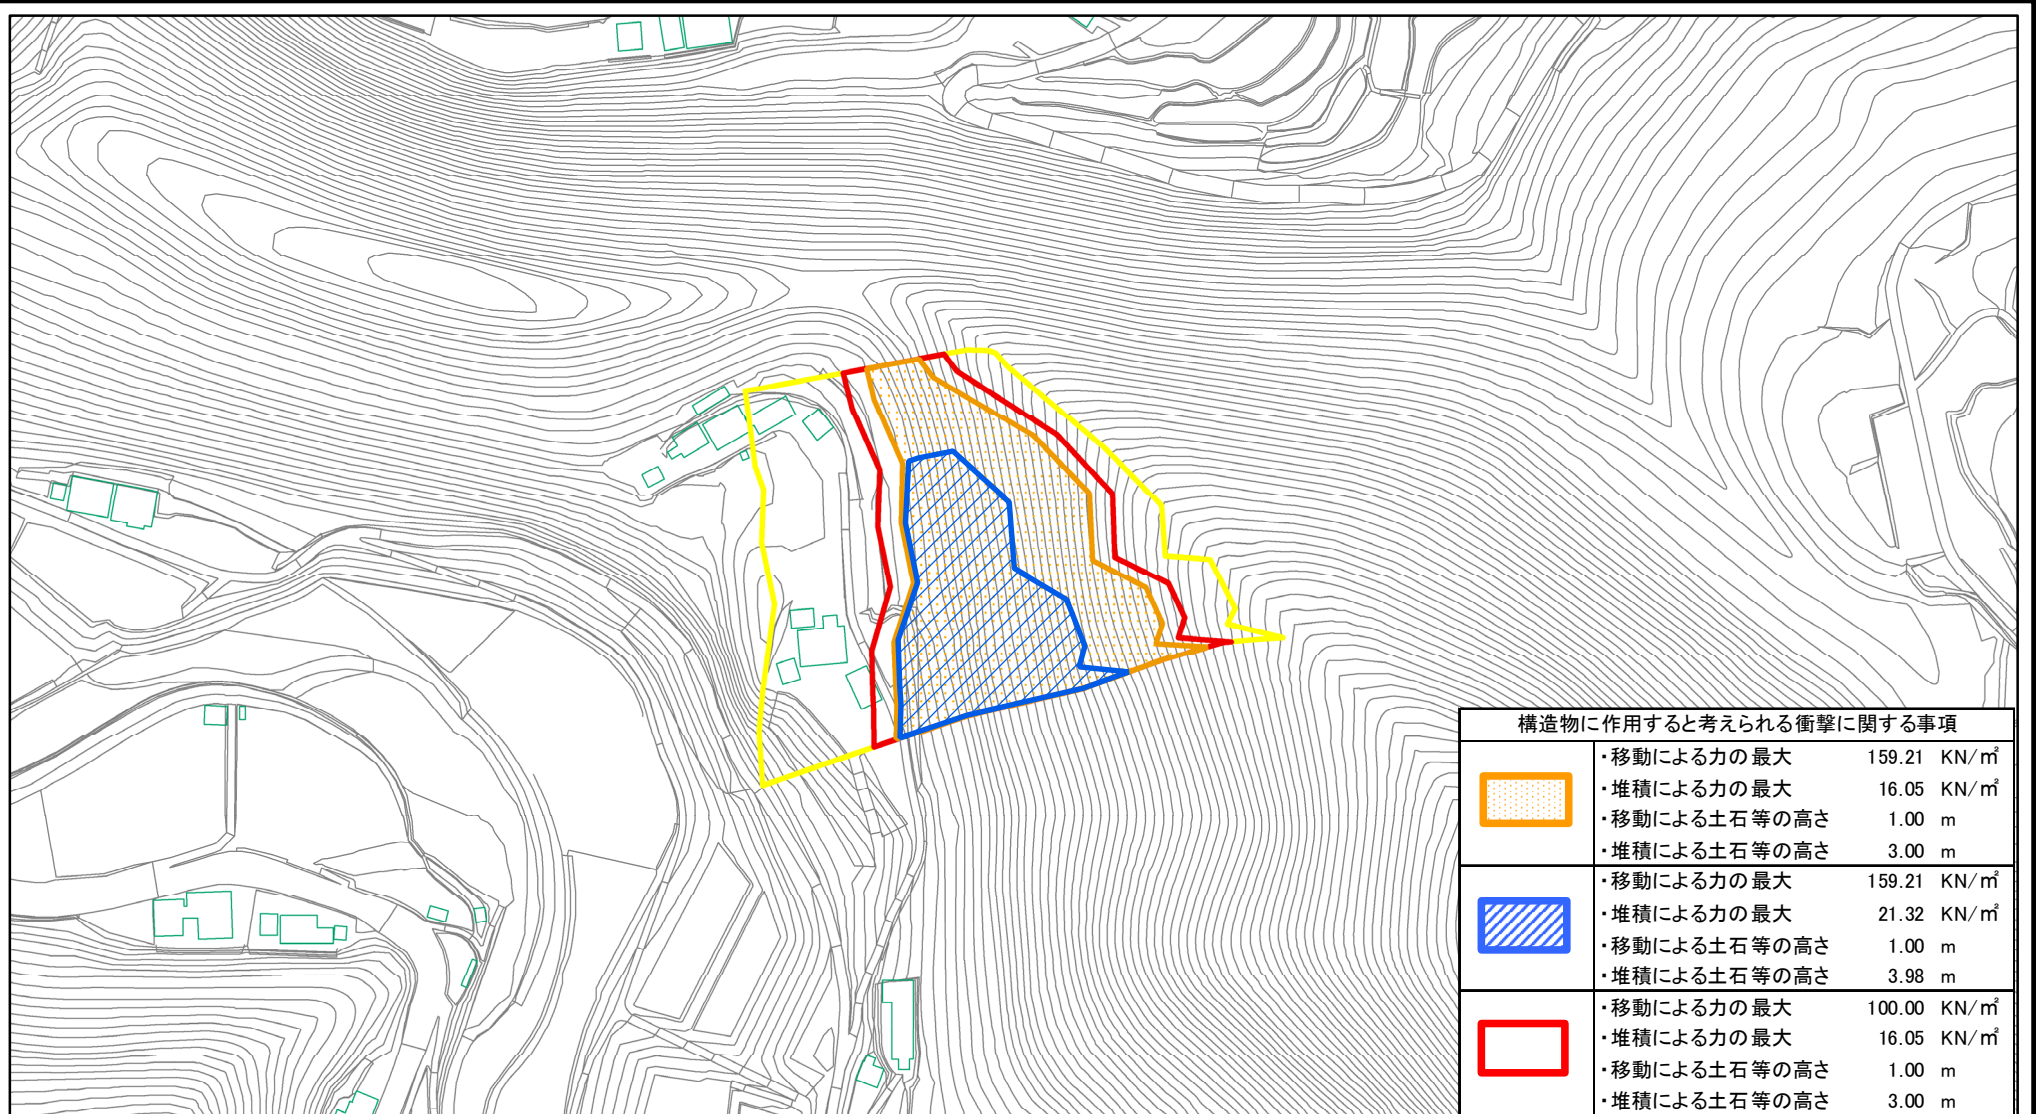 構造物に作用すると考えられる衝撃に関する事項
・移動による力の最大 159.21 KN/㎡
・堆積による力の最大 16.05 KN/㎡
・移動による土石等の高さ 1.00 m
・堆積による土石等の高さ 3.00 m
・移動による力の最大 159.21 KN/㎡
・堆積による力の最大 21.32 KN/㎡
・移動による土石等の高さ 1.00 m
・堆積による土石等の高さ 3.98 m
・移動による力の最大 100.00 KN/㎡
・堆積による力の最大 16.05 KN/㎡
・移動による土石等の高さ 1.00 m
・堆積による土石等の高さ 3.00 m